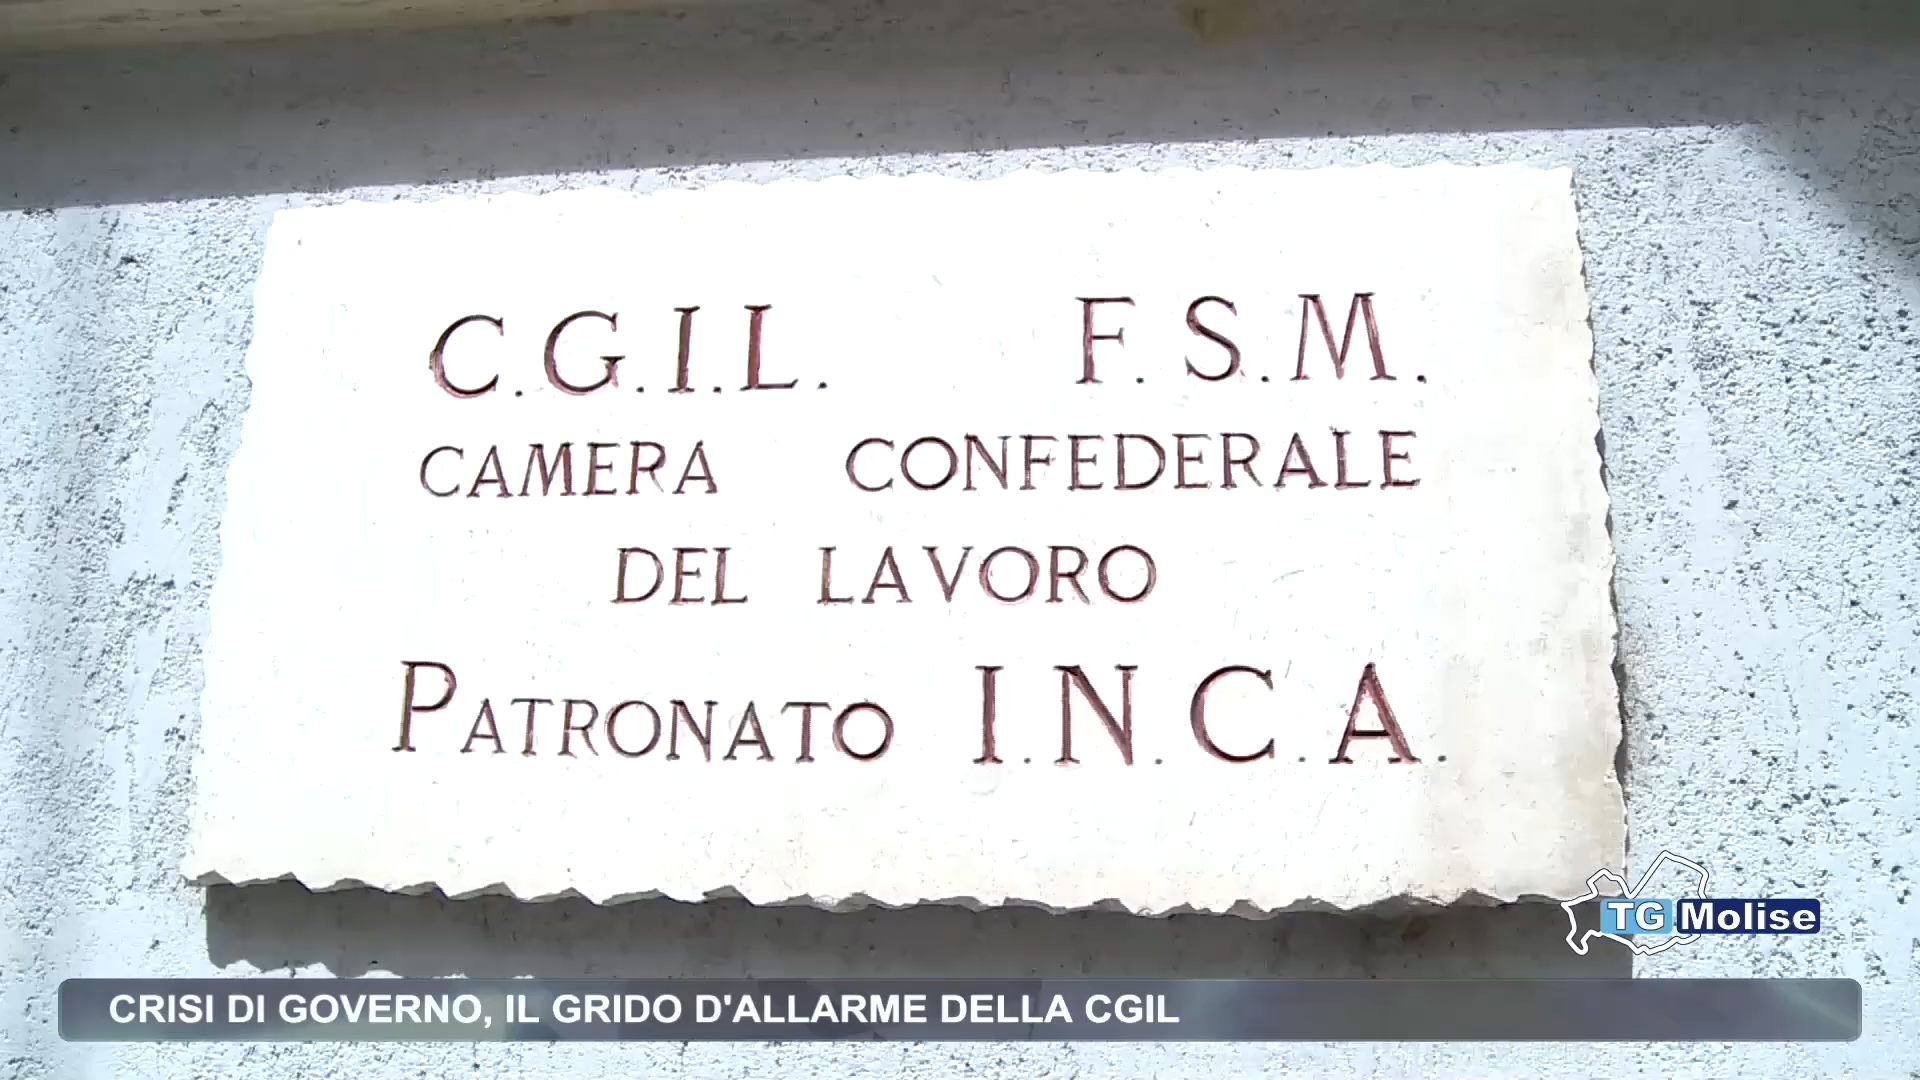 C.G.I.L. F.S.M.
CAMERA CONFEDERALE
DEL LAVORO
PATRONATO I.N.C.A.
TG Molise
CRISI DI GOVERNO, IL GRIDO D'ALLARME DELLA CGIL